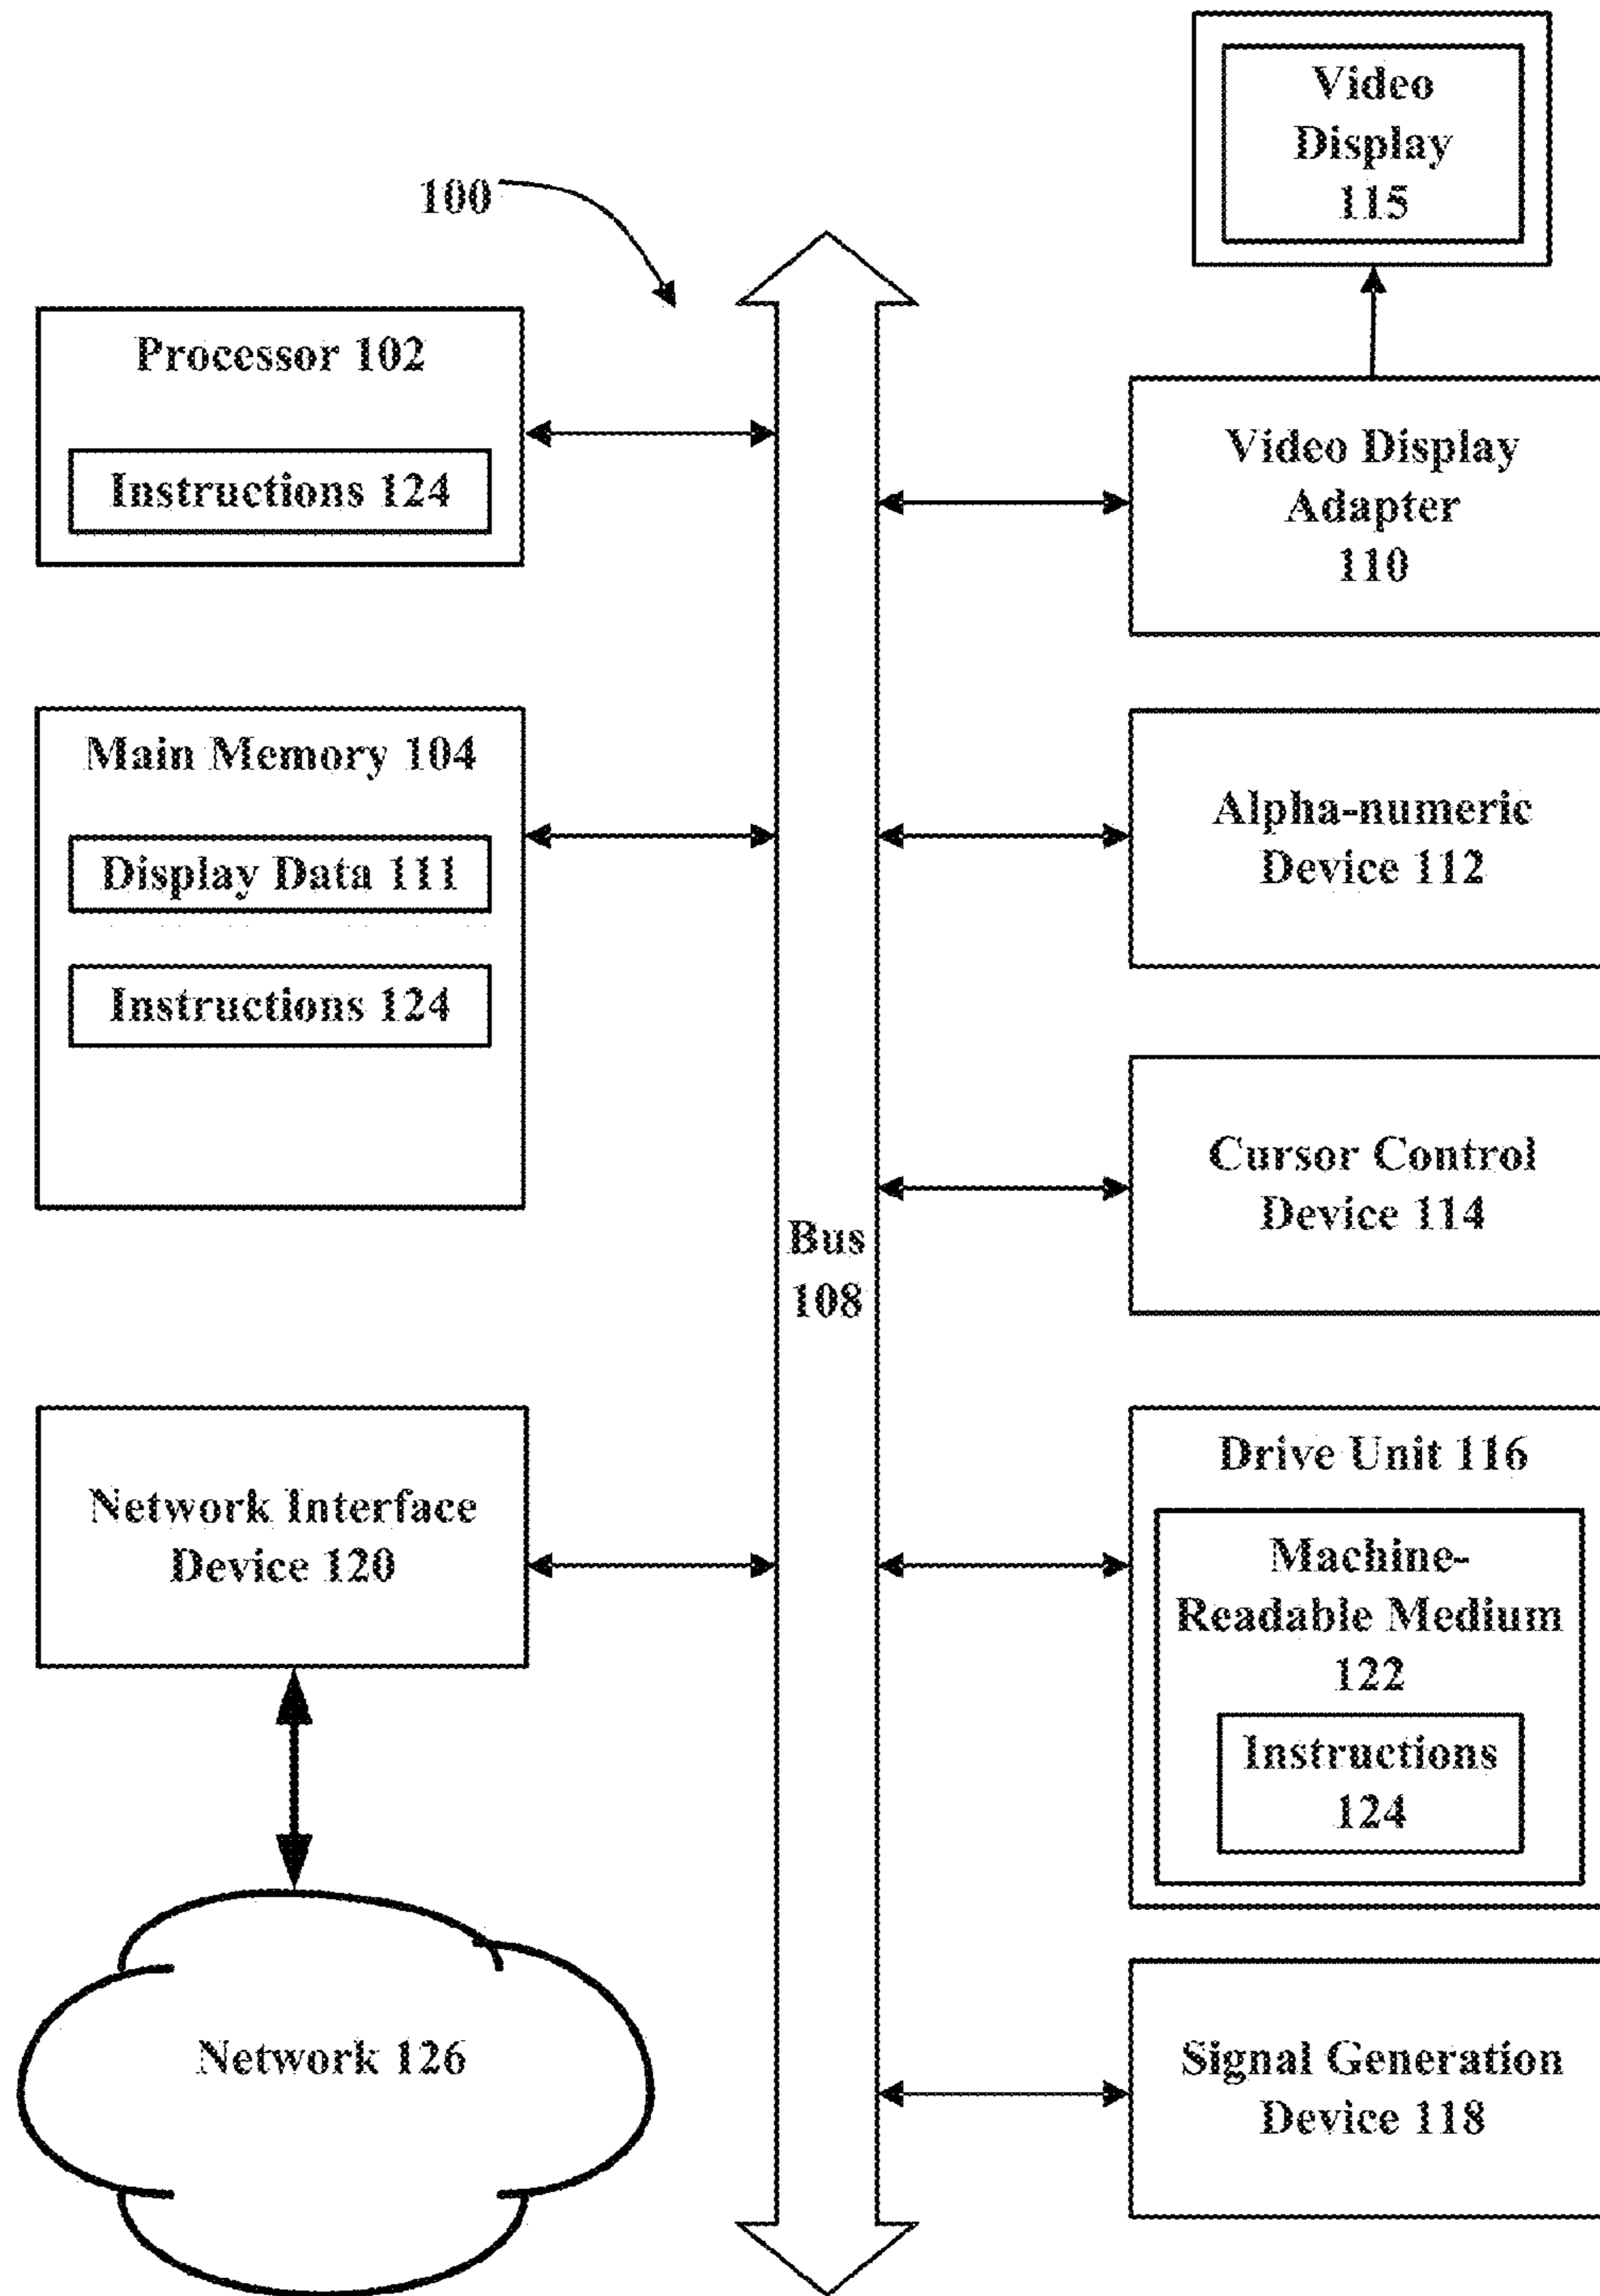 Video
Display
115
100
Processor 102
Instructions 124
Video Display
Adapter
110
Main Memory 104
Display Data 111
Instructions 124
Alpha-numeric
Device 112
Cursor Control
Device 114
Bus
108
Network Interface
Device 120
Drive Unit 116
Machine-
Readable Medium
122
Instructions
124
Network 126
Signal Generation
Device 118